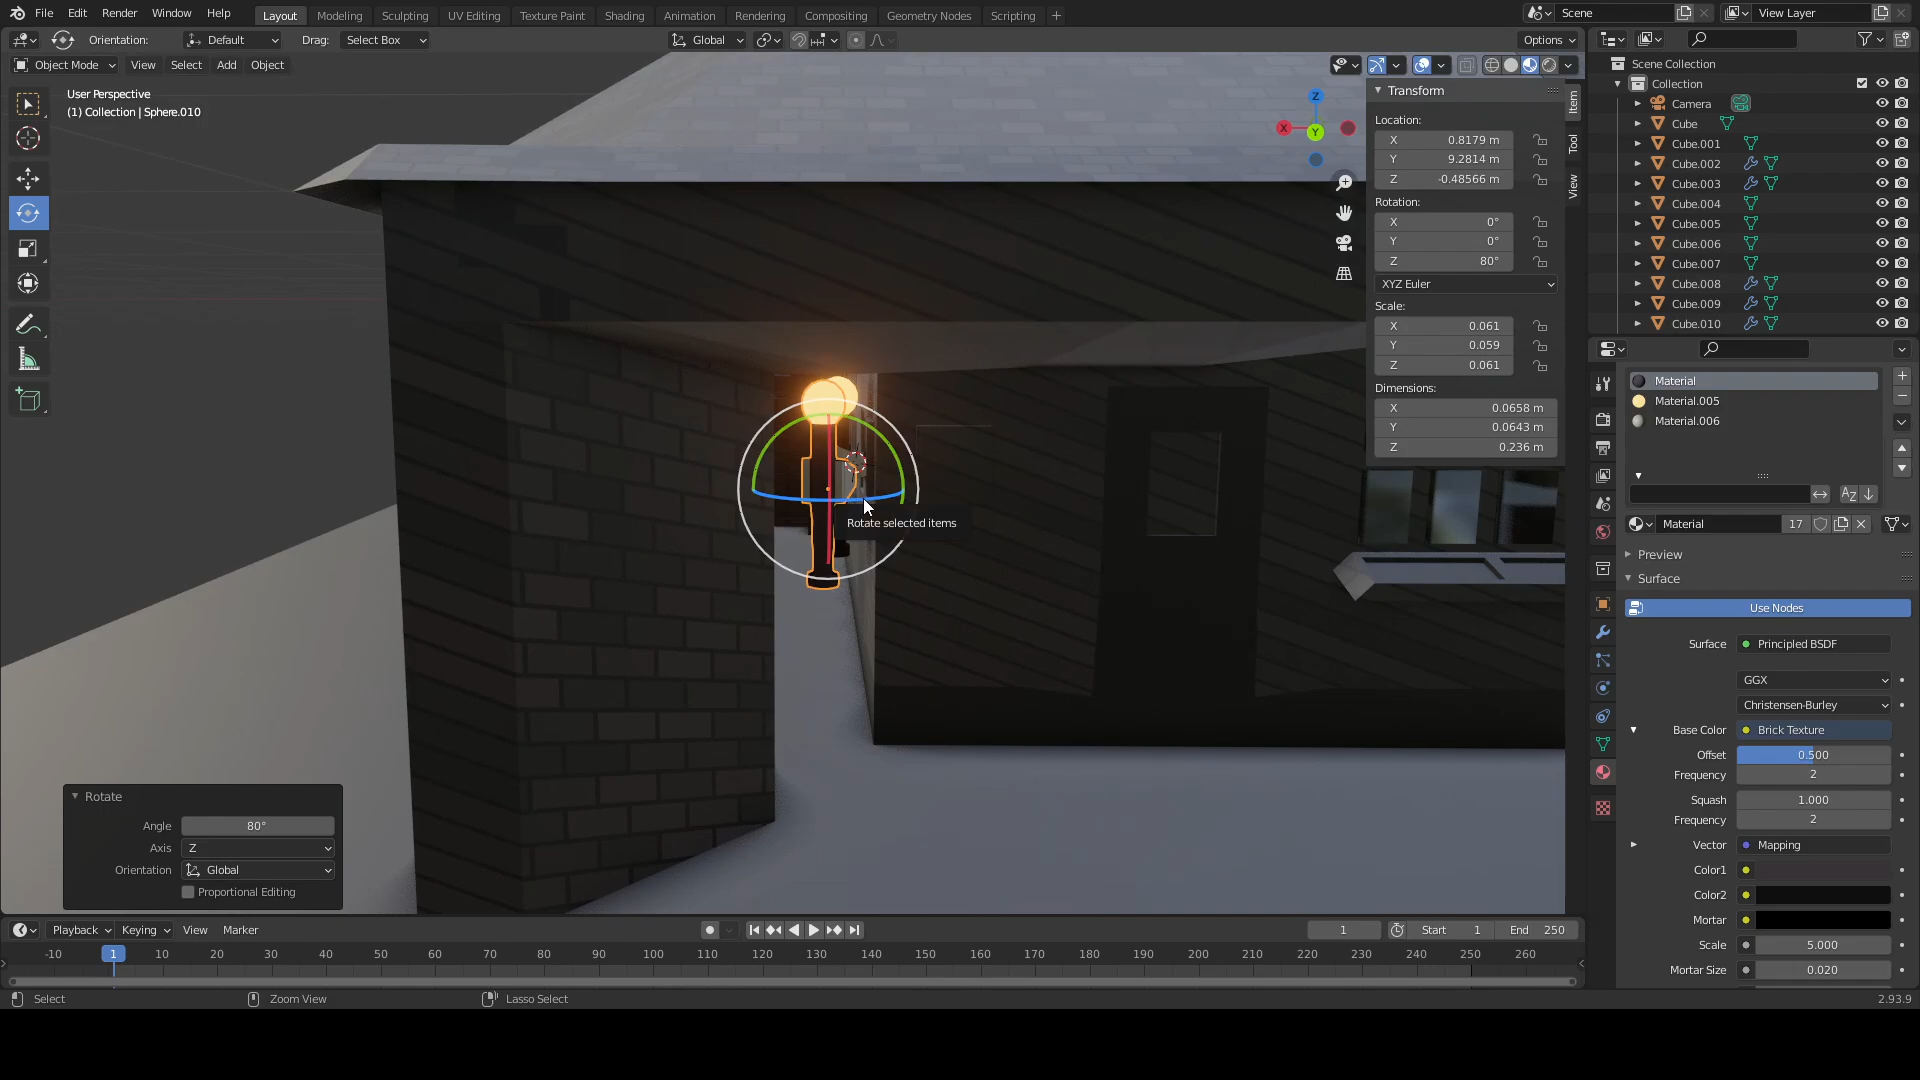 File Edit Render Window Help Layout Modeling Sculpting UV Editing Texture Paint Shading Animation Rendering Compositing Geometry Nodes Scripting + Scene View Layer
Orientation: Default Drag: Select Box Global Options
Object Mode View Select Add Object
User Perspective
(1) Collection | Sphere.010
Z
X
Y
Transform
Location:
X 0.8179 m
Y 9.2814 m
Z -0.48566 m
Rotation:
X 0°
Y 0°
Z 80°
XYZ Euler
Scale:
X 0.061
Y 0.059
Z 0.061
Dimensions:
X 0.0658 m
Y 0.0643 m
Z 0.236 m
Item
Tool
View
Rotate selected items
Rotate
Angle 80°
Axis Z
Orientation Global
Proportional Editing
Scene Collection
Collection
Camera
Cube
Cube.001
Cube.002
Cube.003
Cube.004
Cube.005
Cube.006
Cube.007
Cube.008
Cube.009
Cube.010
Material
Material.005
Material.006
Material 17
Preview
Surface
Use Nodes
Surface Principled BSDF
GGX
Christensen-Burley
Base Color Brick Texture
Offset 0.500
Frequency 2
Squash 1.000
Frequency 2
Vector Mapping
Color1
Color2
Mortar
Scale 5.000
Mortar Size 0.020
Playback Keying View Marker 1 Start 1 End 250
-10 1 10 20 30 40 50 60 70 80 90 100 110 120 130 140 150 160 170 180 190 200 210 220 230 240 250 260
Select Zoom View Lasso Select 2.93.9